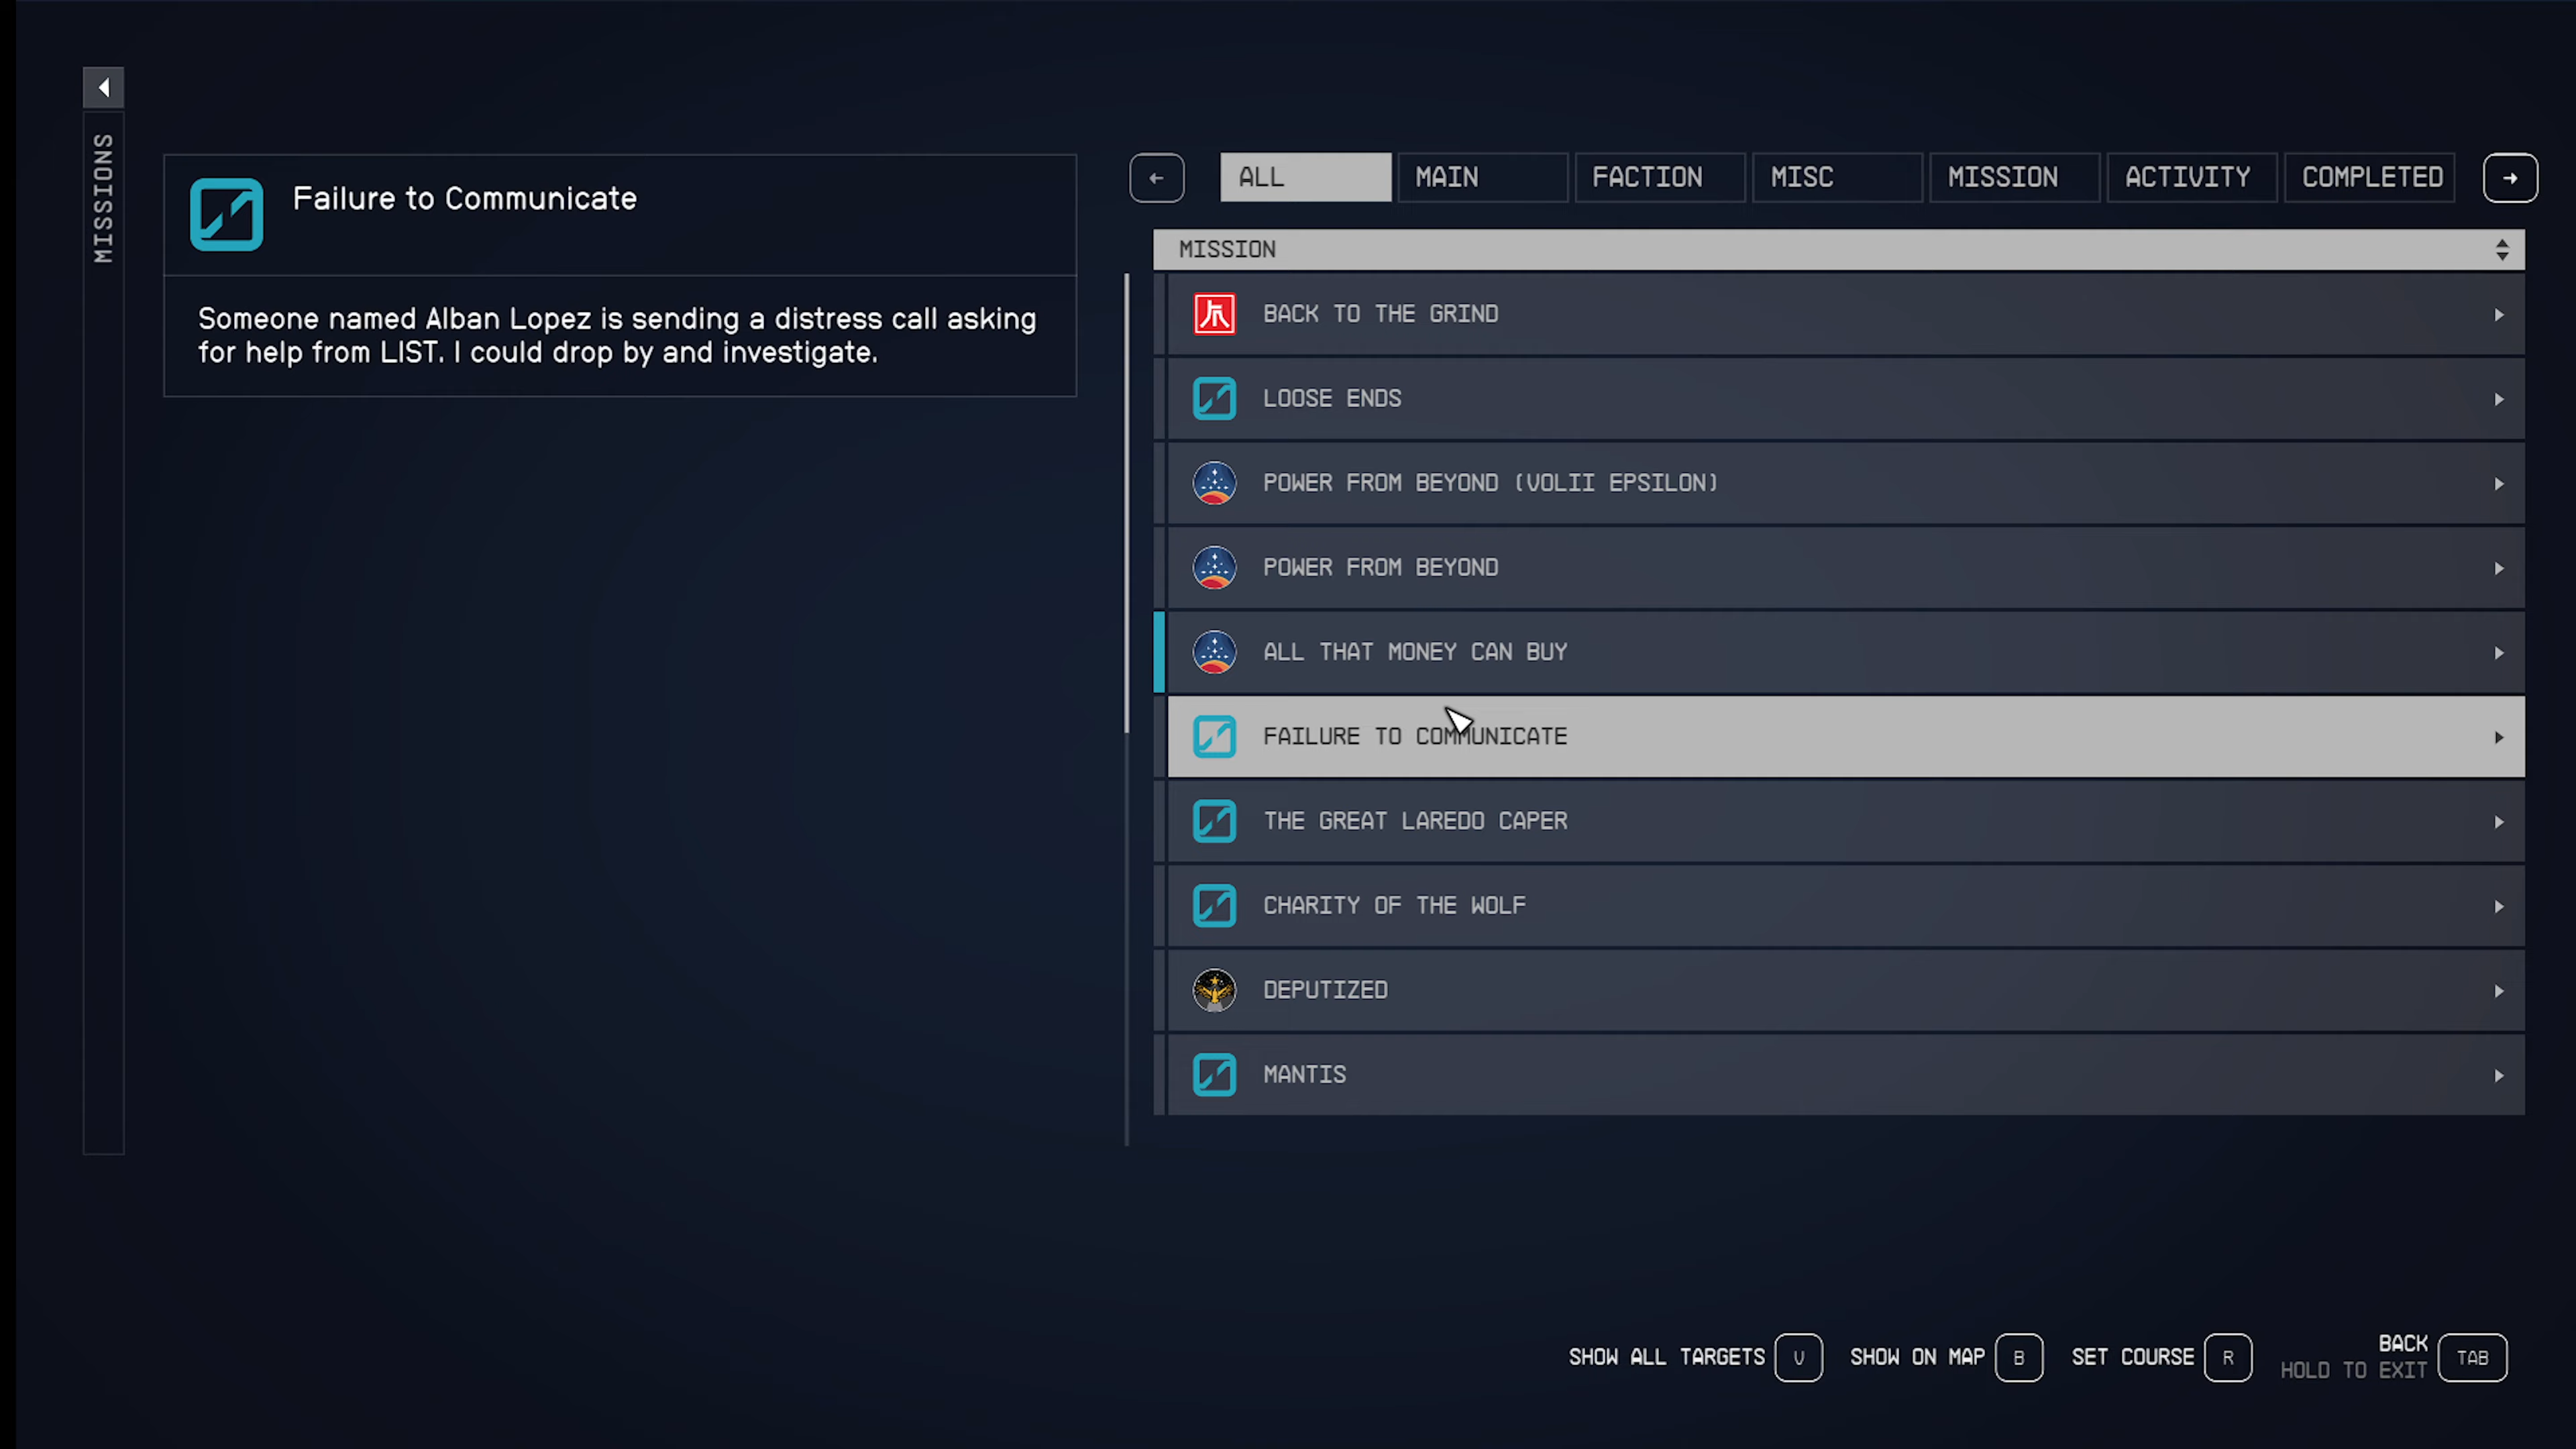 MISSIONS
Failure to Communicate
Someone named Alban Lopez is sending a distress call asking
for help from LIST. I could drop by and investigate.
ALL MAIN FACTION MISC MISSION ACTIVITY COMPLETED
MISSION
BACK TO THE GRIND
LOOSE ENDS
POWER FROM BEYOND (VOLII EPSILON)
POWER FROM BEYOND
ALL THAT MONEY CAN BUY
FAILURE TO COMMUNICATE
THE GREAT LAREDO CAPER
CHARITY OF THE WOLF
DEPUTIZED
MANTIS
SHOW ALL TARGETS V SHOW ON MAP B SET COURSE R BACK TAB
HOLD TO EXIT